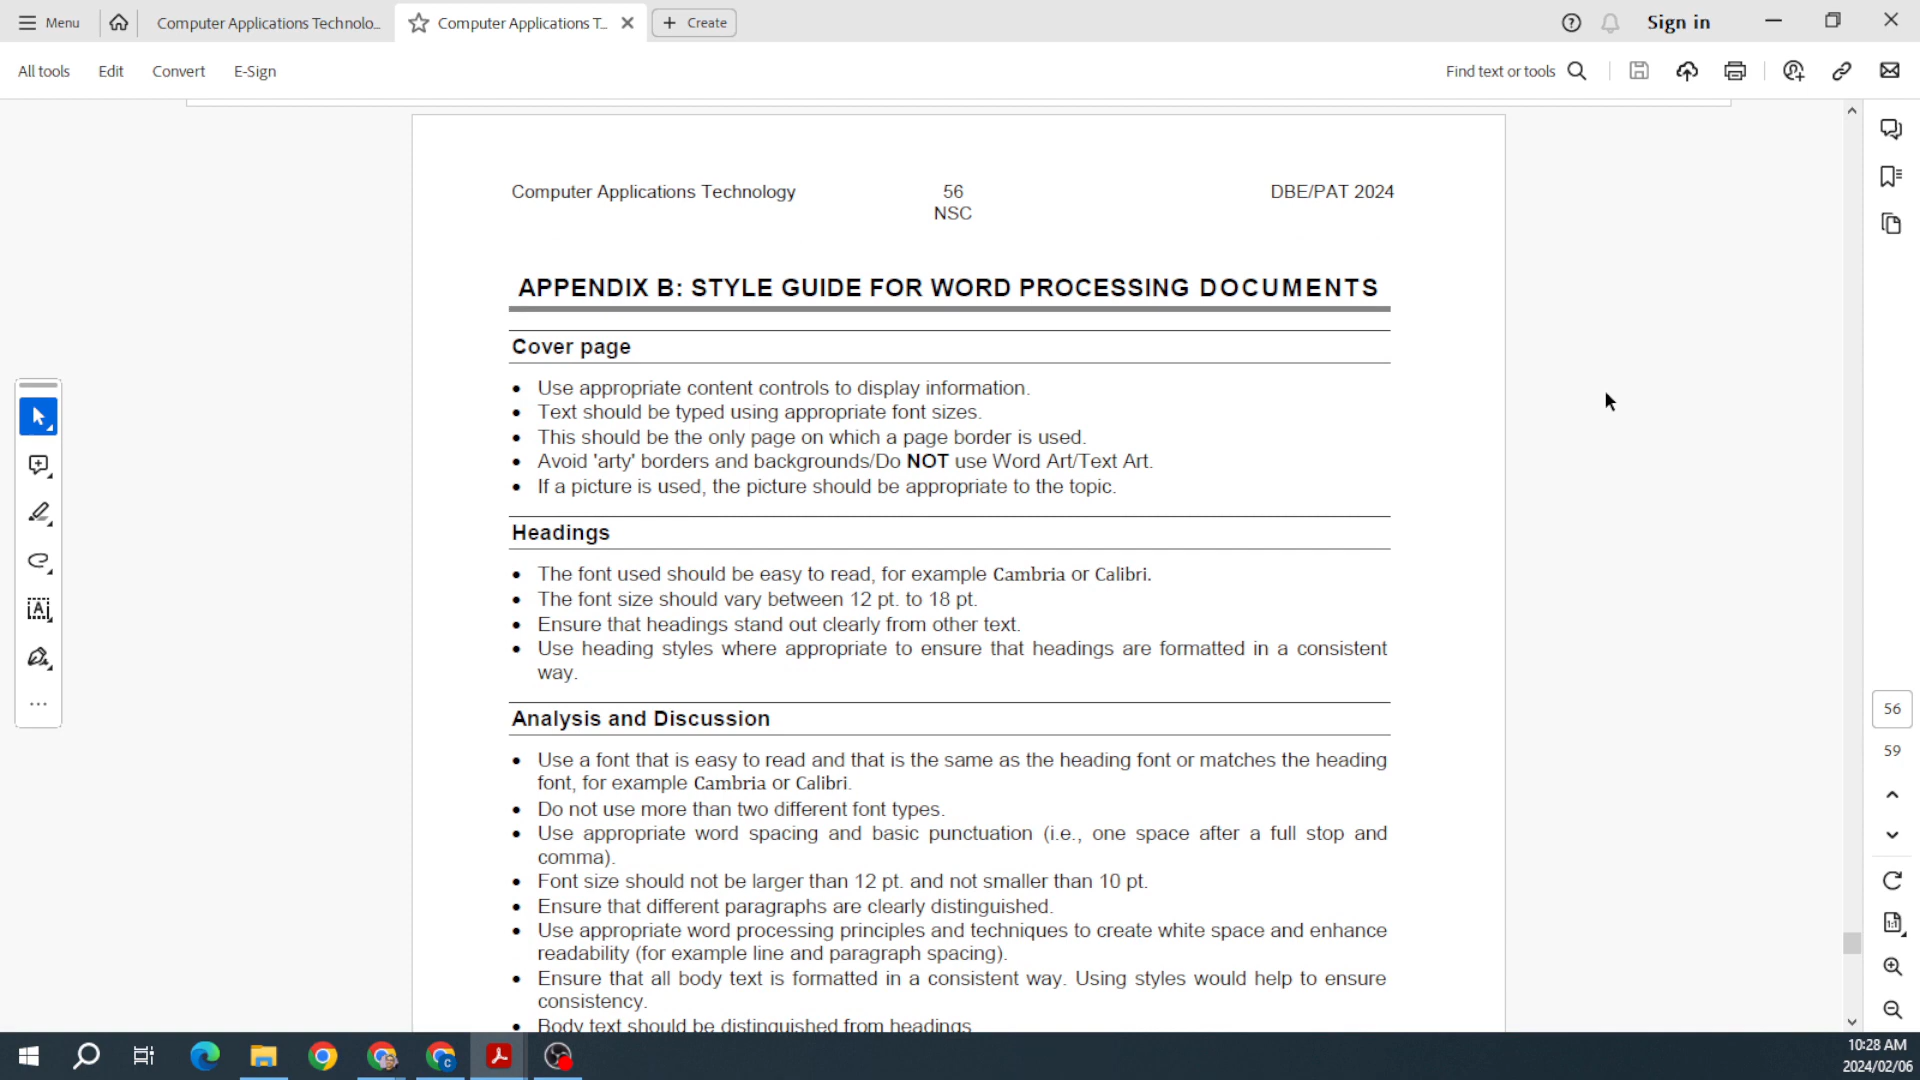 Menu
Computer Applications Technolo...
Computer Applications T...
Create
Sign in
All tools
Edit
Convert
E-Sign
Find text or tools
Computer Applications Technology 56 DBE/PAT 2024
NSC
APPENDIX B: STYLE GUIDE FOR WORD PROCESSING DOCUMENTS
Cover page
• Use appropriate content controls to display information.
• Text should be typed using appropriate font sizes.
• This should be the only page on which a page border is used.
• Avoid 'arty' borders and backgrounds/Do NOT use Word Art/Text Art.
• If a picture is used, the picture should be appropriate to the topic.
Headings
• The font used should be easy to read, for example Cambria or Calibri.
• The font size should vary between 12 pt. to 18 pt.
• Ensure that headings stand out clearly from other text.
• Use heading styles where appropriate to ensure that headings are formatted in a consistent
way.
Analysis and Discussion
• Use a font that is easy to read and that is the same as the heading font or matches the heading
font, for example Cambria or Calibri.
• Do not use more than two different font types.
• Use appropriate word spacing and basic punctuation (i.e., one space after a full stop and
comma).
• Font size should not be larger than 12 pt. and not smaller than 10 pt.
• Ensure that different paragraphs are clearly distinguished.
• Use appropriate word processing principles and techniques to create white space and enhance
readability (for example line and paragraph spacing).
• Ensure that all body text is formatted in a consistent way. Using styles would help to ensure
consistency.
• Body text should be distinguished from headings
56
59
1:1
10:28 AM
2024/02/06